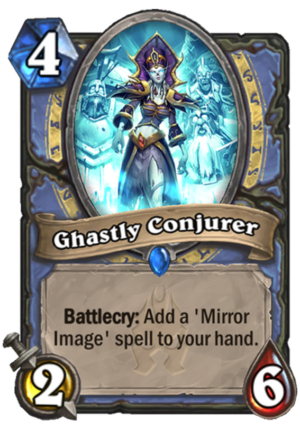 4
Ghastly Conjurer
Battlecry: Add a 'Mirror
Image' spell to your hand.
2
6